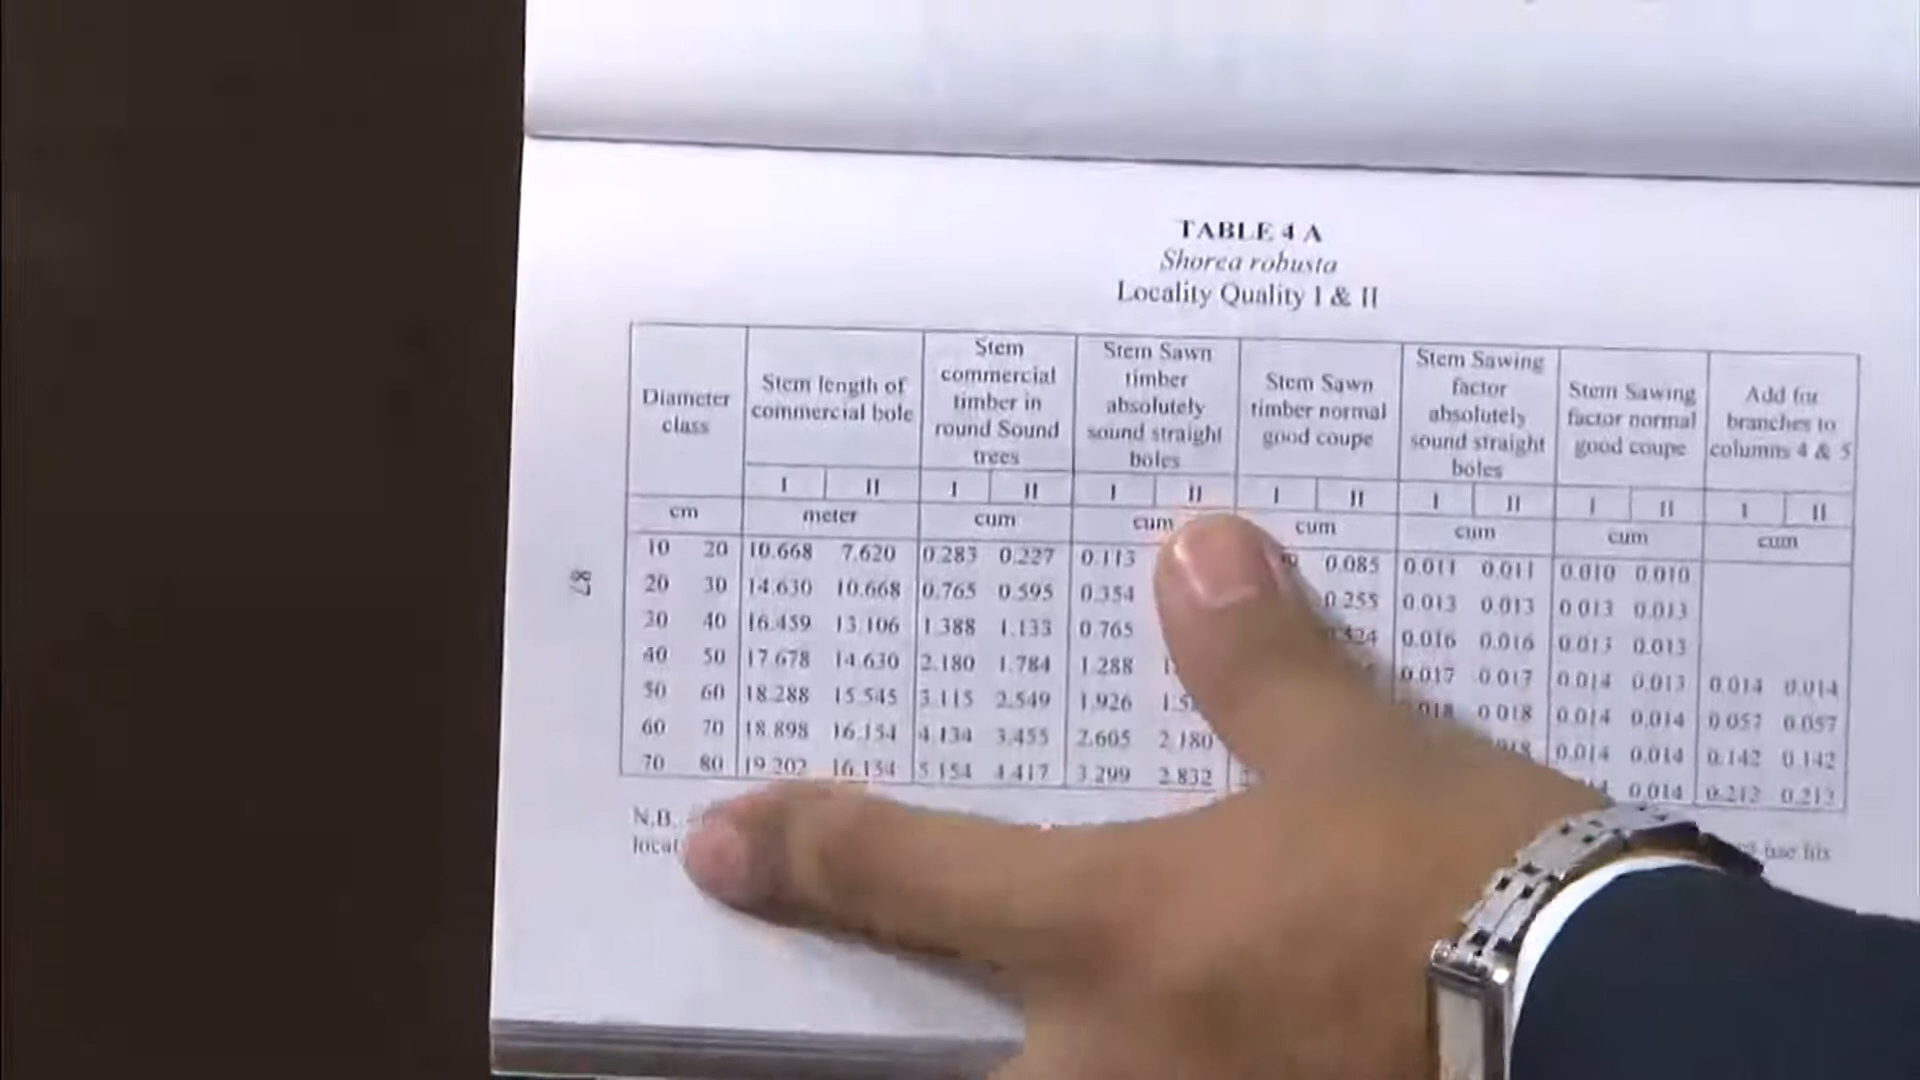 TABLE 4 A
Shorea robusta
Locality Quality I & II
Diameter class
Stem length of commercial bole
Stem commercial timber in round Sound trees
Stem Sawn timber absolutely sound straight boles
Stem Sawn timber normal good coupe
Stem Sawing factor absolutely sound straight boles
Stem Sawing factor normal good coupe
Add for branches to columns 4 & 5
I II I II I II I II I II I II I II
cm meter cum cum cum cum cum cum
10 20 10.668 7.620 0.283 0.227 0.113 0.085 0.011 0.011 0.010 0.010
20 30 14.630 10.668 0.765 0.595 0.354 0.255 0.013 0.013 0.013 0.013
30 40 16.459 13.106 1.388 1.133 0.765 0.016 0.016 0.013 0.013
40 50 17.678 14.630 2.180 1.784 1.288 0.017 0.017 0.014 0.013 0.014 0.014
50 60 18.288 15.545 3.115 2.549 1.926 0.018 0.014 0.014 0.057 0.057
60 70 18.898 16.154 4.134 3.455 2.605 2.180 0.014 0.014 0.142 0.142
70 80 19.202 16.154 5.154 4.417 3.299 2.832 0.014 0.212 0.212
N.B.
use his
87